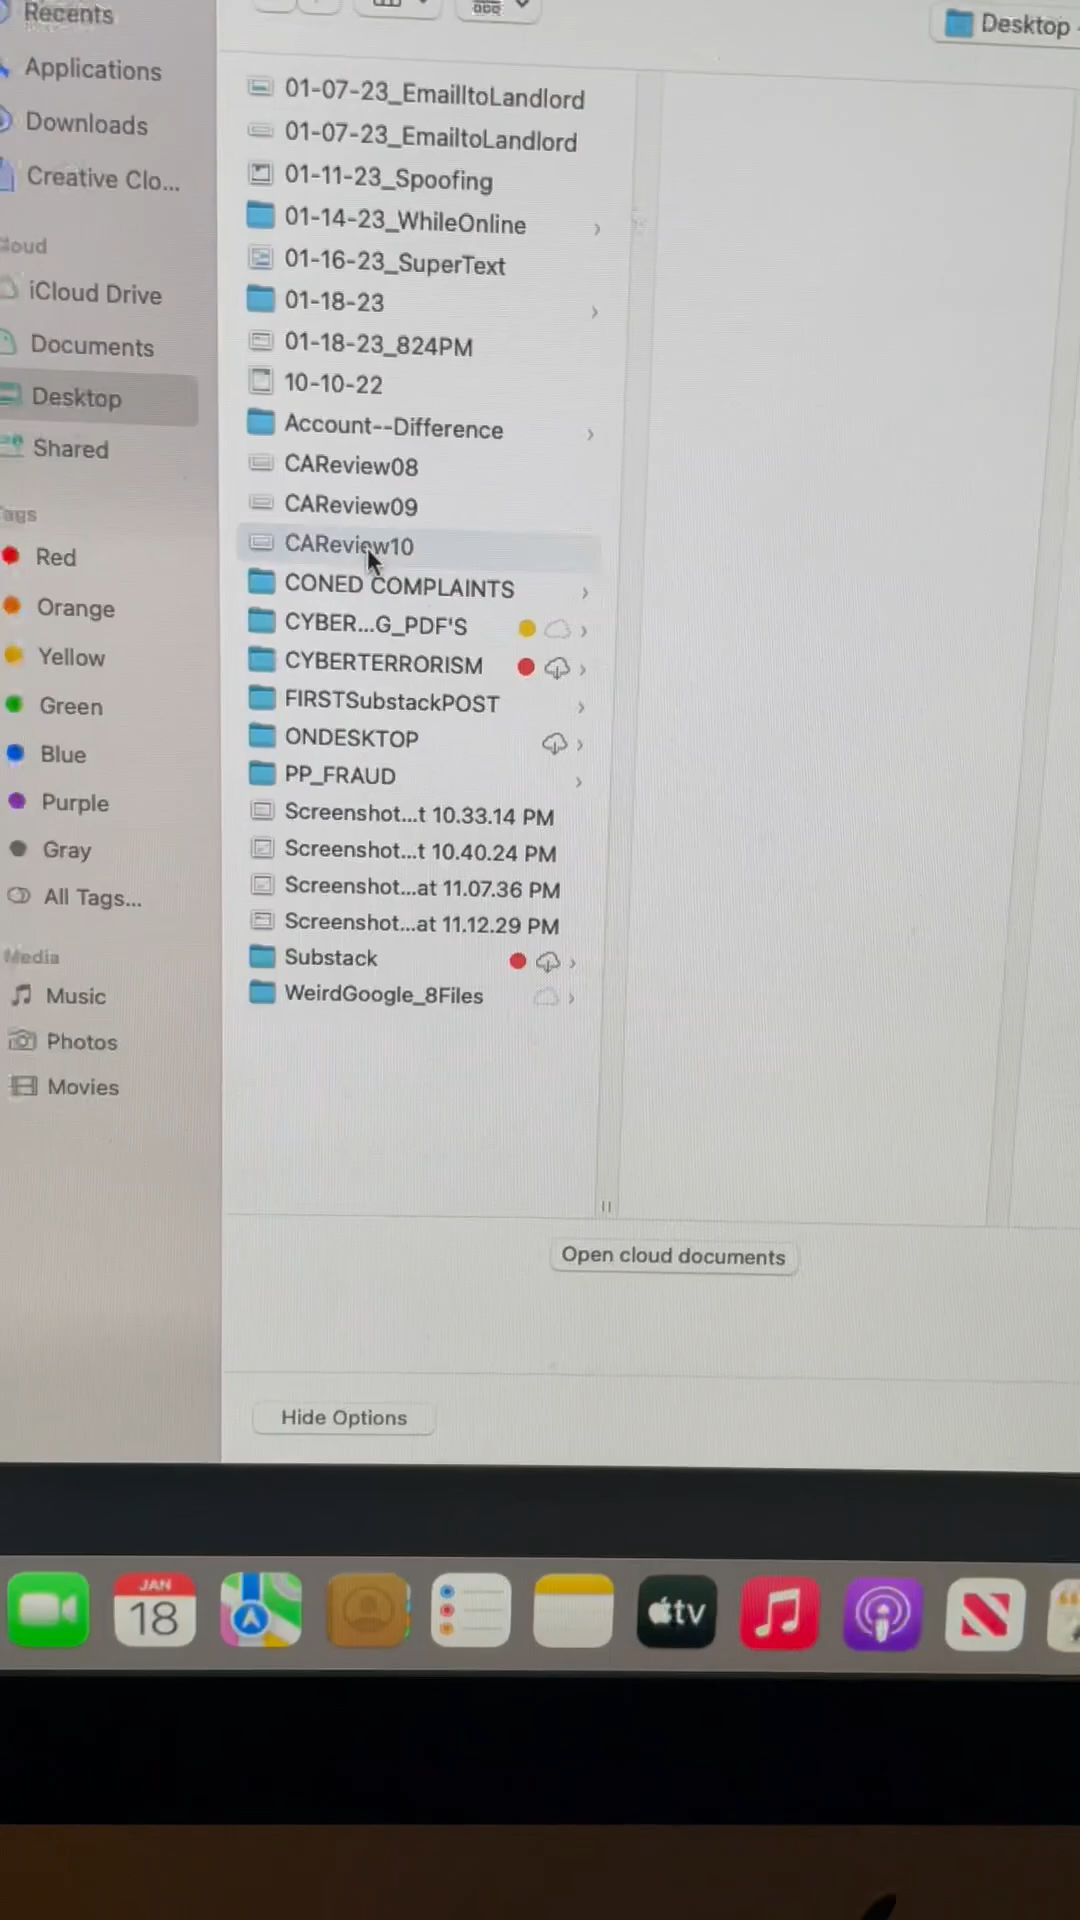 Recents
Applications
Downloads
Creative Clo...
iCloud Drive
Documents
Desktop
Shared
Red
Orange
Yellow
Green
Blue
Purple
Gray
All Tags...
Media
Music
Photos
Movies
Desktop
01-07-23_EmailltoLandlord
01-07-23_EmailtoLandlord
01-11-23_Spoofing
01-14-23_WhileOnline
01-16-23_SuperText
01-18-23
01-18-23_824PM
10-10-22
Account--Difference
CAReview08
CAReview09
CAReview10
CONED COMPLAINTS
CYBER...G_PDF'S
CYBERTERRORISM
FIRSTSubstackPOST
ONDESKTOP
PP_FRAUD
Screenshot...t 10.33.14 PM
Screenshot...t 10.40.24 PM
Screenshot...at 11.07.36 PM
Screenshot...at 11.12.29 PM
Substack
WeirdGoogle_8Files
Open cloud documents
Hide Options
JAN
18
tv